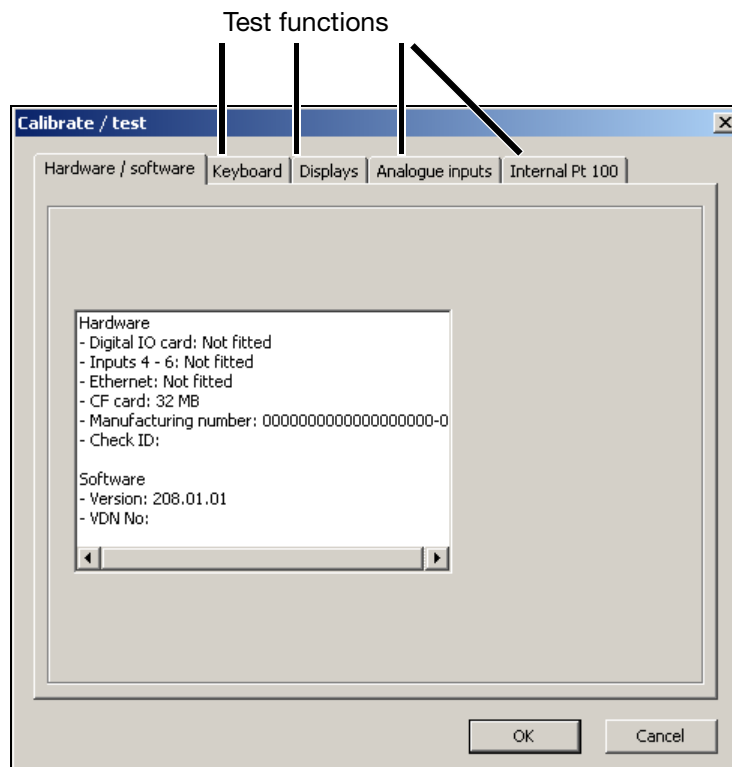 Test functions
Calibrate / test
Hardware / software Keyboard Displays Analogue inputs Internal Pt 100
Hardware
- Digital IO card: Not fitted
- Inputs 4 - 6: Not fitted
- Ethernet: Not fitted
- CF card: 32 MB
- Manufacturing number: 0000000000000000000-0
- Check ID:
Software
- Version: 208.01.01
- VDN No:
OK Cancel